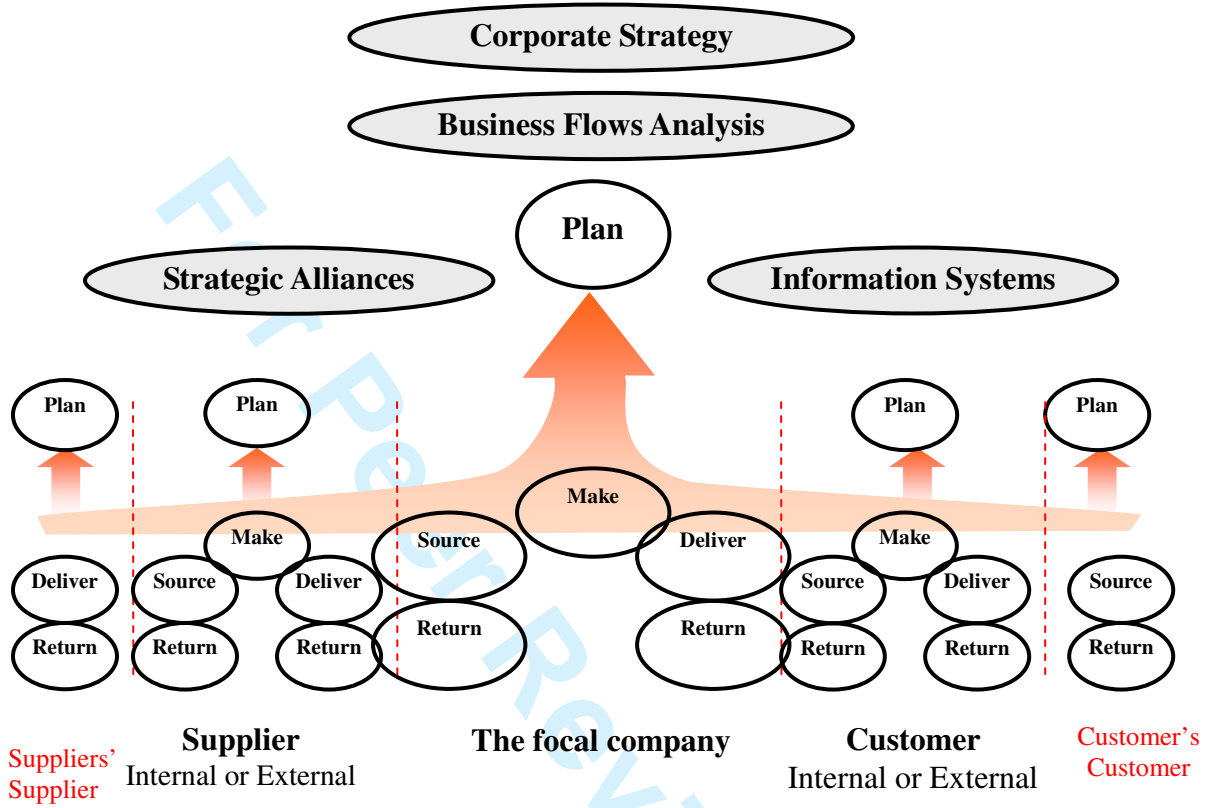 Corporate Strategy
Business Flows Analysis
Plan
Strategic Alliances
Information Systems
Plan
Plan
Plan
Plan
Make
Source
Deliver
Make
Make
Deliver
Source
Deliver
Source
Deliver
Source
Return
Return
Return
Return
Return
Return
Return
Return
Supplier
Internal or External
The focal company
Customer
Internal or External
Suppliers'
Supplier
Customer's
Customer
For Peer Revi